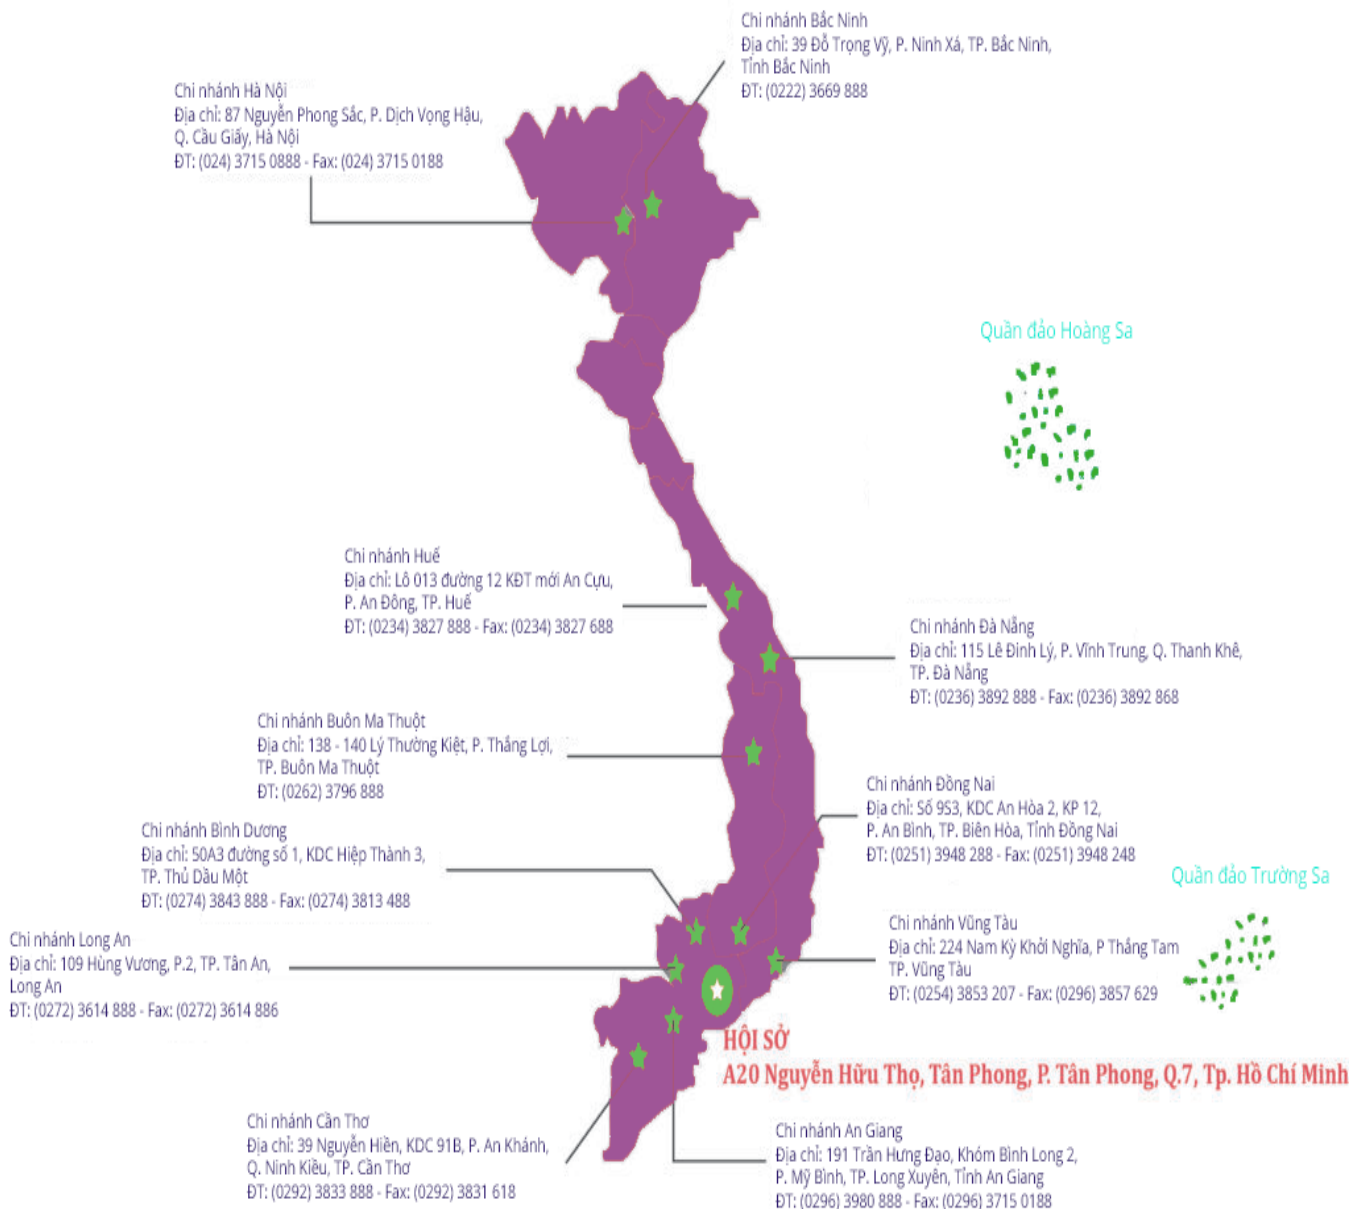 Chi nhánh Bắc Ninh
Địa chỉ: 39 Đỗ Trọng Vỹ, P. Ninh Xá, TP. Bắc Ninh,
Tỉnh Bắc Ninh
ĐT: (0222) 3669 888
Chi nhánh Hà Nội
Địa chỉ: 87 Nguyễn Phong Sắc, P. Dịch Vọng Hậu,
Q. Cầu Giấy, Hà Nội
ĐT: (024) 3715 0888 - Fax: (024) 3715 0188
Quần đảo Hoàng Sa
Chi nhánh Huế
Địa chỉ: Lô 013 đường 12 KĐT mới An Cựu,
P. An Đông, TP. Huế
ĐT: (0234) 3827 888 - Fax: (0234) 3827 688
Chi nhánh Đà Nẵng
Địa chỉ: 115 Lê Đình Lý, P. Vĩnh Trung, Q. Thanh Khê,
TP. Đà Nẵng
ĐT: (0236) 3892 888 - Fax: (0236) 3892 868
Chi nhánh Buôn Ma Thuột
Địa chỉ: 138 - 140 Lý Thường Kiệt, P. Thắng Lợi,
TP. Buôn Ma Thuột
ĐT: (0262) 3796 888
Chi nhánh Đồng Nai
Địa chỉ: Số 9S3, KDC An Hòa 2, KP 12,
P. An Bình, TP. Biên Hòa, Tỉnh Đồng Nai
ĐT: (0251) 3948 288 - Fax: (0251) 3948 248
Chi nhánh Bình Dương
Địa chỉ: 50A3 đường số 1, KDC Hiệp Thành 3,
TP. Thủ Dầu Một
ĐT: (0274) 3843 888 - Fax: (0274) 3813 488
Quần đảo Trường Sa
Chi nhánh Long An
Địa chỉ: 109 Hùng Vương, P.2, TP. Tân An,
Long An
ĐT: (0272) 3614 888 - Fax: (0272) 3614 886
Chi nhánh Vũng Tàu
Địa chỉ: 224 Nam Kỳ Khởi Nghĩa, P Thắng Tam
TP. Vũng Tàu
ĐT: (0254) 3853 207 - Fax: (0296) 3857 629
HỘI SỞ
A20 Nguyễn Hữu Thọ, Tân Phong, P. Tân Phong, Q.7, Tp. Hồ Chí Minh
Chi nhánh Cần Thơ
Địa chỉ: 39 Nguyễn Hiền, KDC 91B, P. An Khánh,
Q. Ninh Kiều, TP. Cần Thơ
ĐT: (0292) 3833 888 - Fax: (0292) 3831 618
Chi nhánh An Giang
Địa chỉ: 191 Trần Hưng Đạo, Khóm Bình Long 2,
P. Mỹ Bình, TP. Long Xuyên, Tỉnh An Giang
ĐT: (0296) 3980 888 - Fax: (0296) 3715 0188